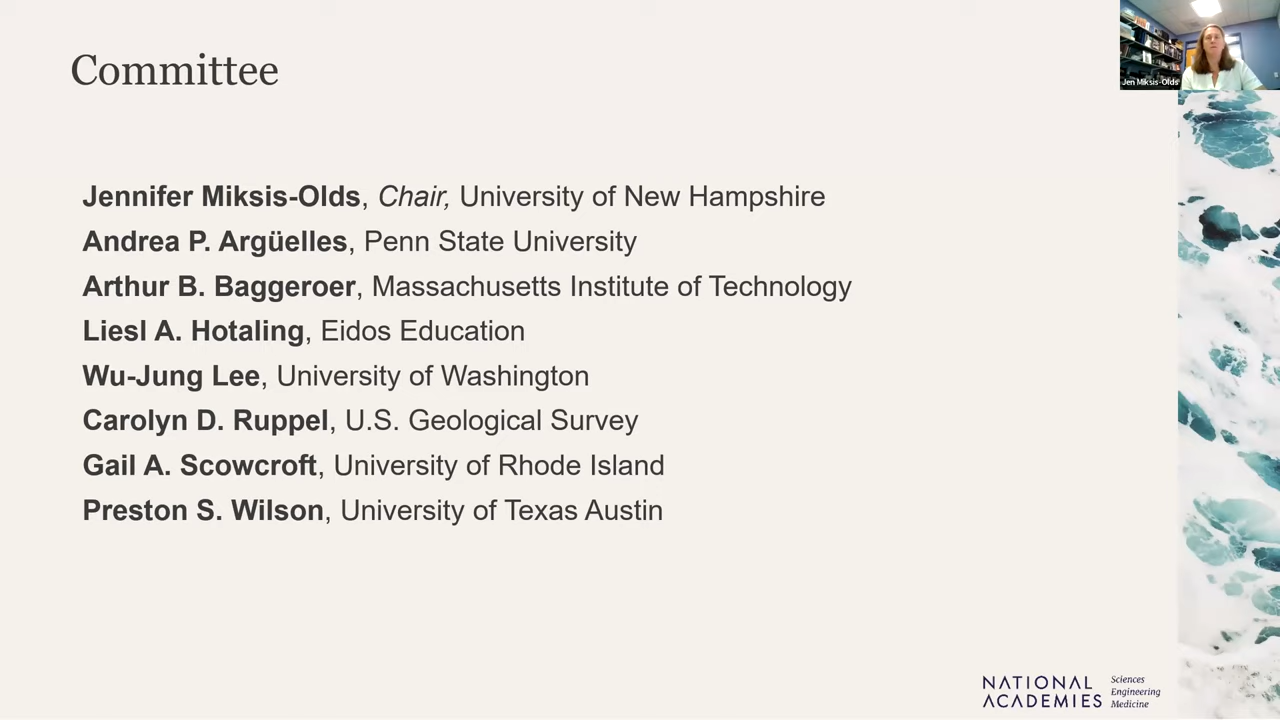 Committee
Jen Miksis-Olds
Jennifer Miksis-Olds, Chair, University of New Hampshire
Andrea P. Argüelles, Penn State University
Arthur B. Baggeroer, Massachusetts Institute of Technology
Liesl A. Hotaling, Eidos Education
Wu-Jung Lee, University of Washington
Carolyn D. Ruppel, U.S. Geological Survey
Gail A. Scowcroft, University of Rhode Island
Preston S. Wilson, University of Texas Austin
NATIONAL
ACADEMIES
Sciences
Engineering
Medicine